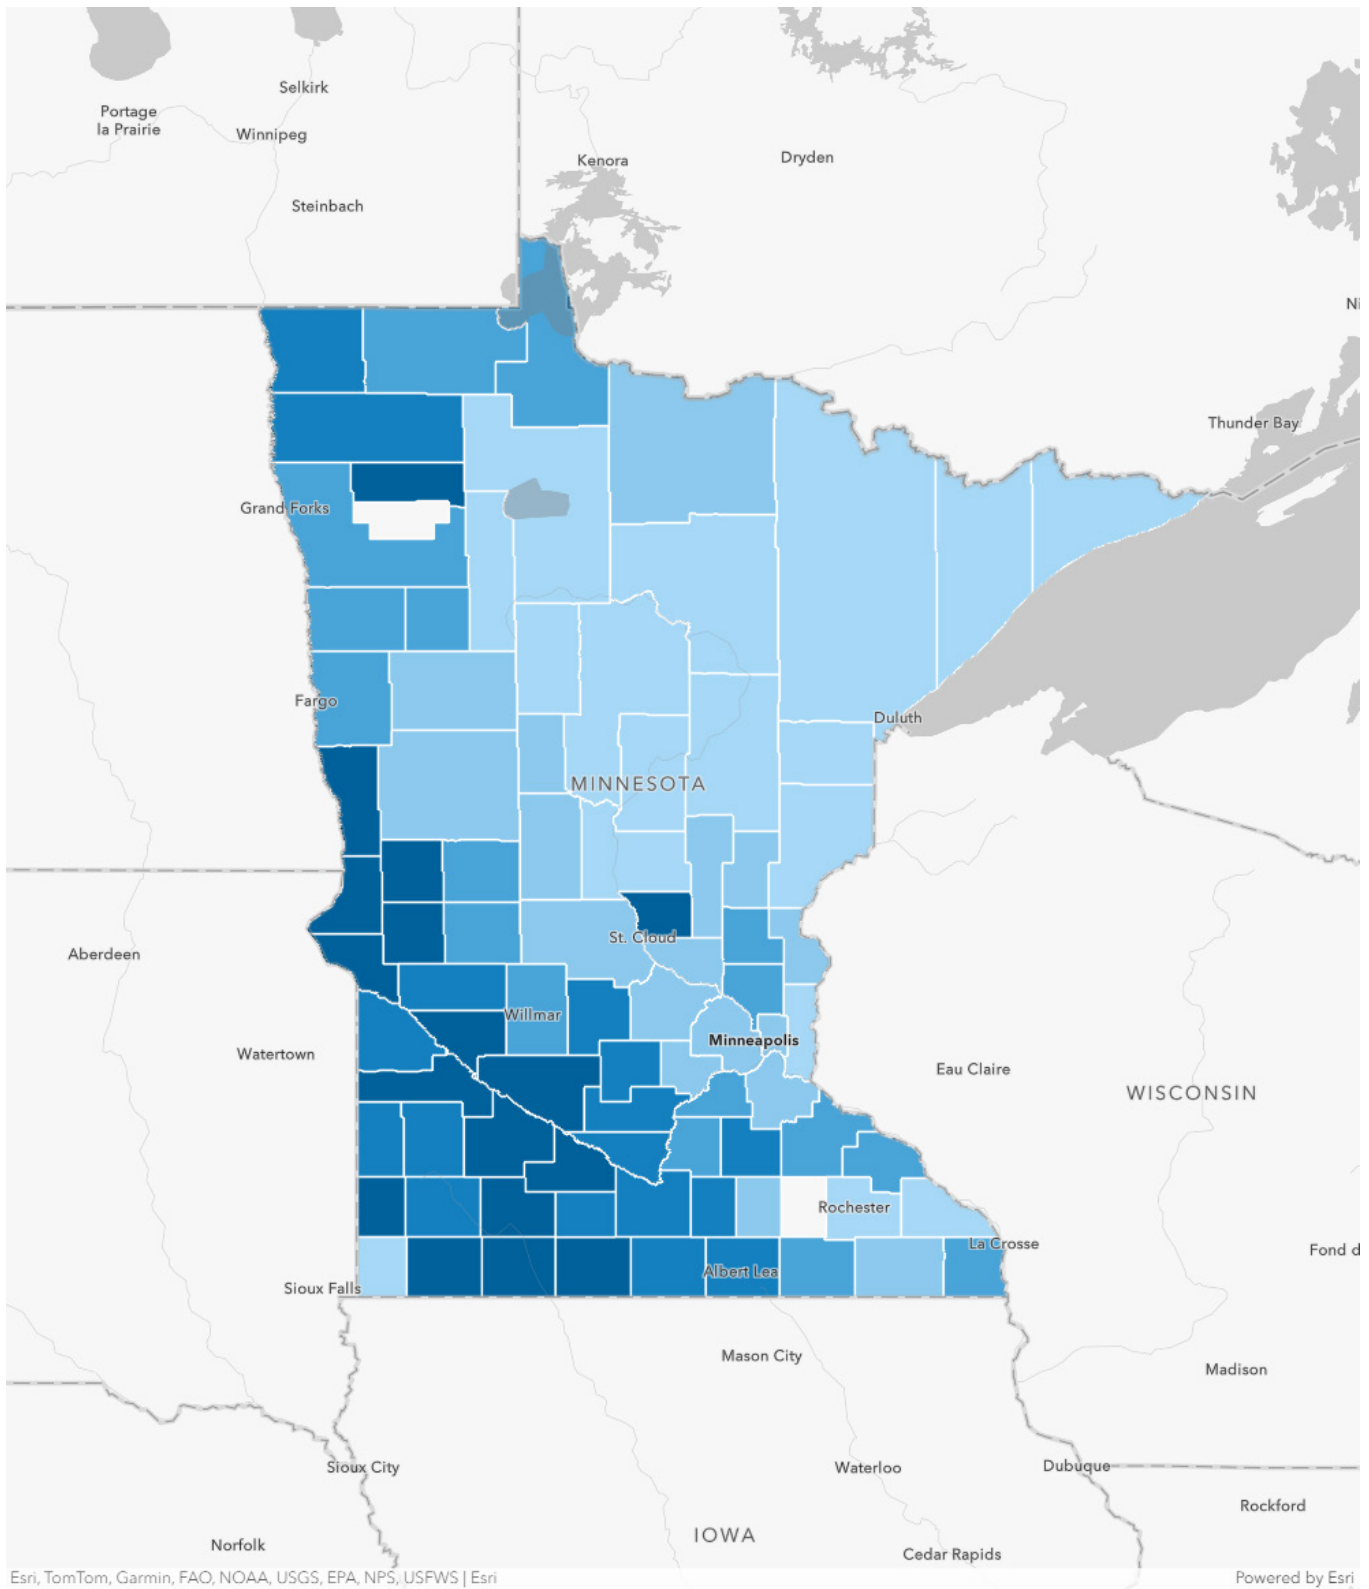 Selkirk
Portage
la Prairie
Winnipeg
Kenora
Dryden
Steinbach
Ni
Thunder Bay
Grand Forks
Fargo
Duluth
MINNESOTA
St. Cloud
Aberdeen
Willmar
Minneapolis
Watertown
Eau Claire
WISCONSIN
Rochester
La Crosse
Fond d
Albert Lea
Sioux Falls
Mason City
Madison
Sioux City
Waterloo
Dubuque
Rockford
IOWA
Norfolk
Cedar Rapids
Esri, TomTom, Garmin, FAO, NOAA, USGS, EPA, NPS, USFWS | Esri
Powered by Esri